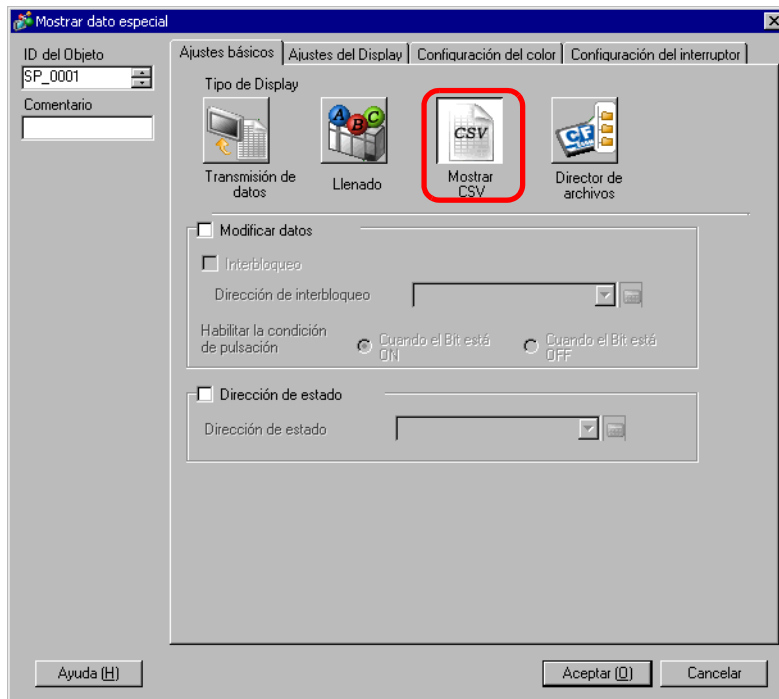 Mostrar dato especial
ID del Objeto
SP_0001
Comentario
Ajustes básicos
Ajustes del Display
Configuración del color
Configuración del interruptor
Tipo de Display
Transmisión de
datos
Llenado
CSV
Mostrar
CSV
CF
Director de
archivos
Modificar datos
Interbloqueo
Dirección de interbloqueo
Habilitar la condición
de pulsación
Cuando el Bit está
ON
Cuando el Bit está
OFF
Dirección de estado
Dirección de estado
Ayuda (H)
Aceptar (O)
Cancelar